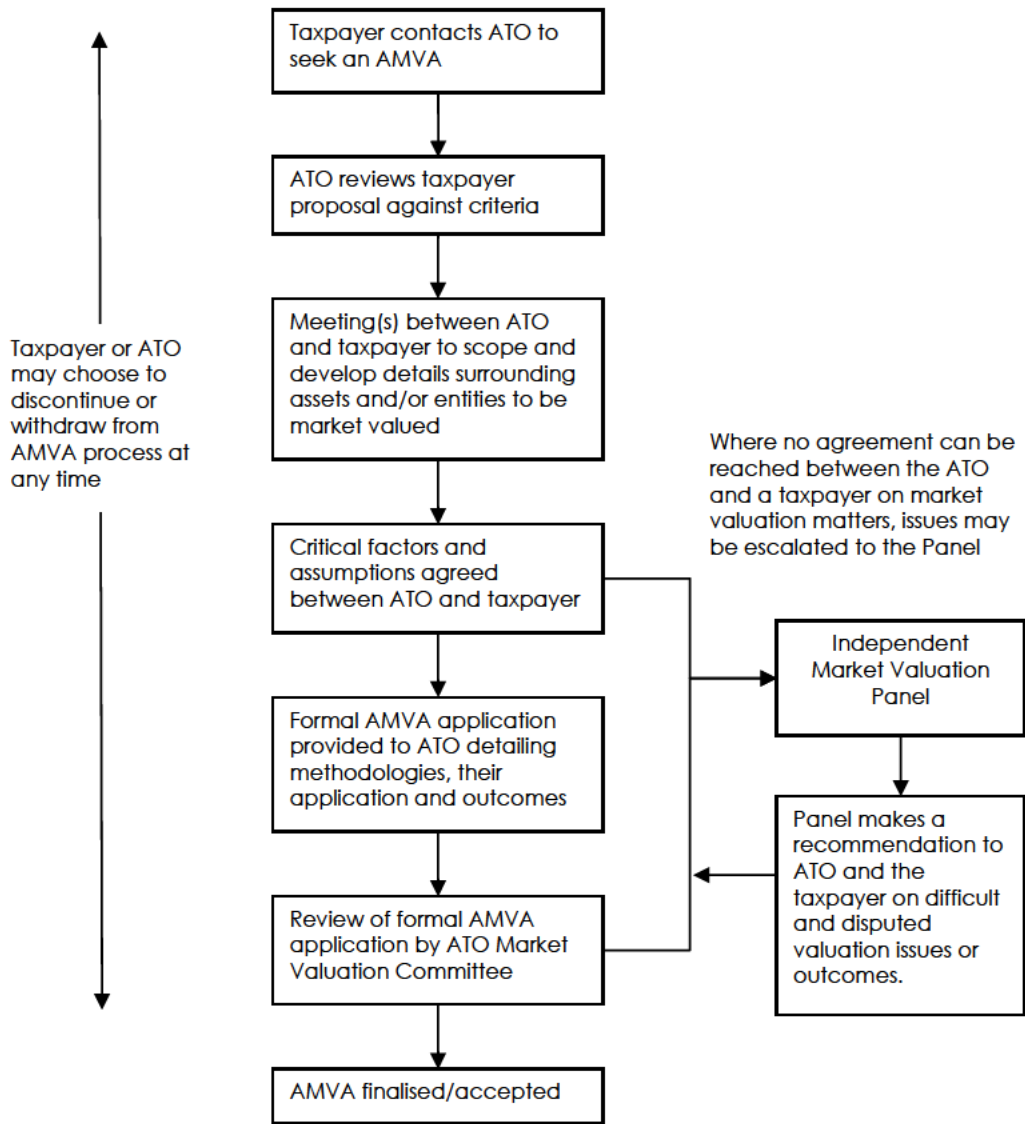 Taxpayer contacts ATO to
seek an AMVA
ATO reviews taxpayer
proposal against criteria
Meeting(s) between ATO
and taxpayer to scope and
develop details surrounding
assets and/or entities to be
market valued
Taxpayer or ATO
may choose to
discontinue or
withdraw from
AMVA process at
any time
Where no agreement can be
reached between the ATO
and a taxpayer on market
valuation matters, issues may
be escalated to the Panel
Critical factors and
assumptions agreed
between ATO and taxpayer
Independent
Market Valuation
Panel
Formal AMVA application
provided to ATO detailing
methodologies, their
application and outcomes
Panel makes a
recommendation to
ATO and the
taxpayer on difficult
and disputed
valuation issues or
outcomes.
Review of formal AMVA
application by ATO Market
Valuation Committee
AMVA finalised/accepted